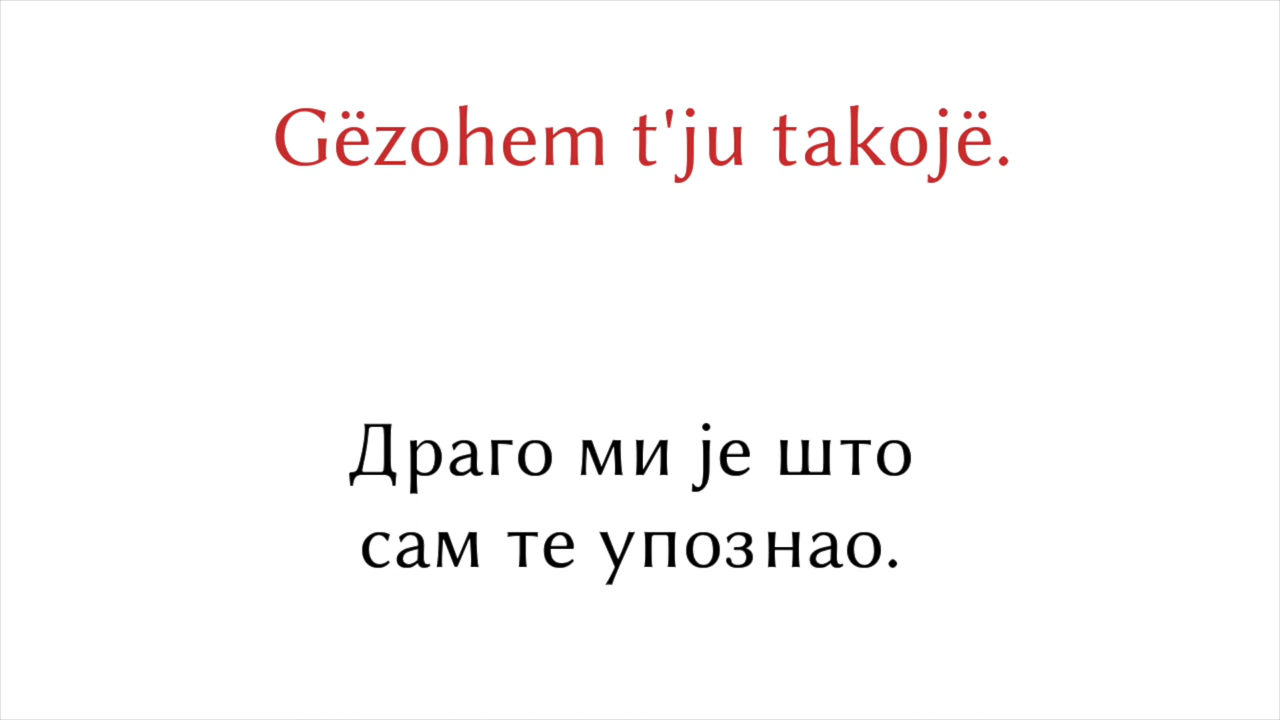 Gëzohem t'ju takojë.
Драго ми је што
сам те упознао.